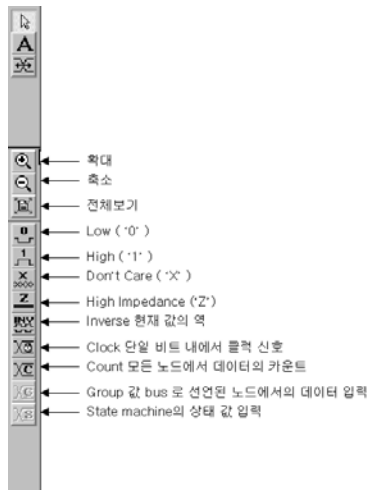 A
확대
축소
전체보기
0 Low ( '0' )
1 High ( '1' )
X Don't Care ( 'X' )
Z High Impedance ('Z')
INV Inverse 현재 값의 역
Clock 단일 비트 내에서 클럭 신호
C Count 모든 노드에서 데이터의 카운트
G Group 값 bus 로 선언된 노드에서의 데이터 입력
S State machine의 상태 값 입력